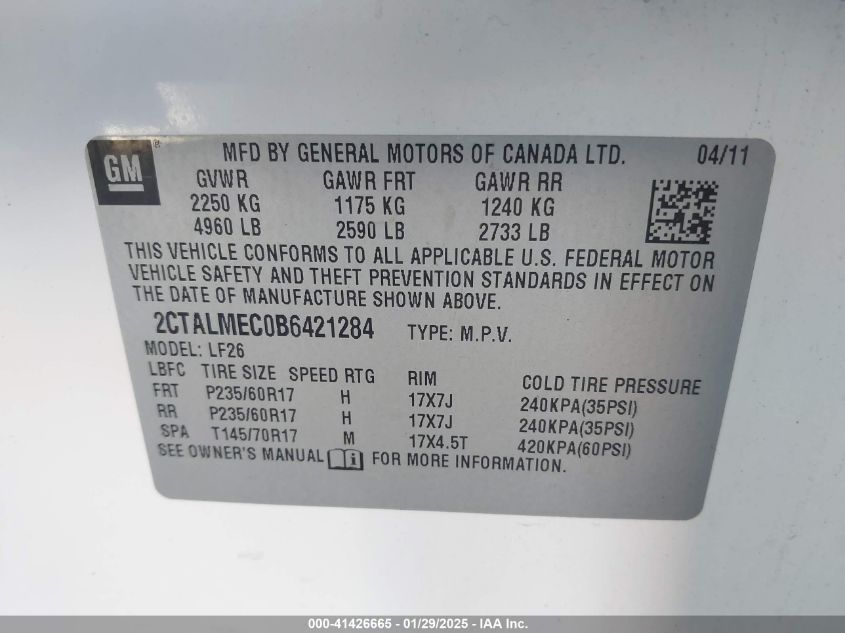 GM ® MFD BY GENERAL MOTORS OF CANADA LTD. 04/11
GVWR GAWR FRT GAWR RR
2250 KG 1175 KG 1240 KG
4960 LB 2590 LB 2733 LB
THIS VEHICLE CONFORMS TO ALL APPLICABLE U.S. FEDERAL MOTOR
VEHICLE SAFETY AND THEFT PREVENTION STANDARDS IN EFFECT ON
THE DATE OF MANUFACTURE SHOWN ABOVE.
2CTALMEC0B6421284 TYPE: M.P.V.
MODEL: LF26
LBFC TIRE SIZE SPEED RTG RIM COLD TIRE PRESSURE
FRT P235/60R17 H 17X7J 240KPA(35PSI)
RR P235/60R17 H 17X7J 240KPA(35PSI)
SPA T145/70R17 M 17X4.5T 420KPA(60PSI)
SEE OWNER'S MANUAL FOR MORE INFORMATION.
000-41426665 - 01/29/2025 - IAA Inc.